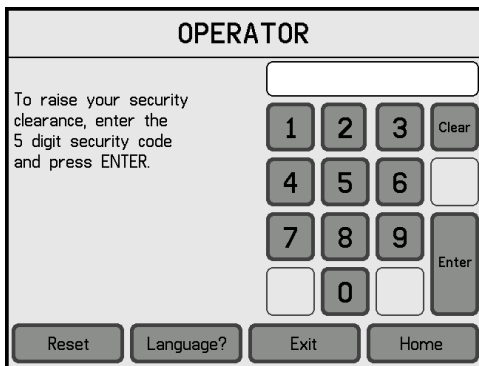 OPERATOR
To raise your security
clearance, enter the
5 digit security code
and press ENTER.
1 2 3 Clear
4 5 6
7 8 9
Enter
0
Reset Language? Exit Home